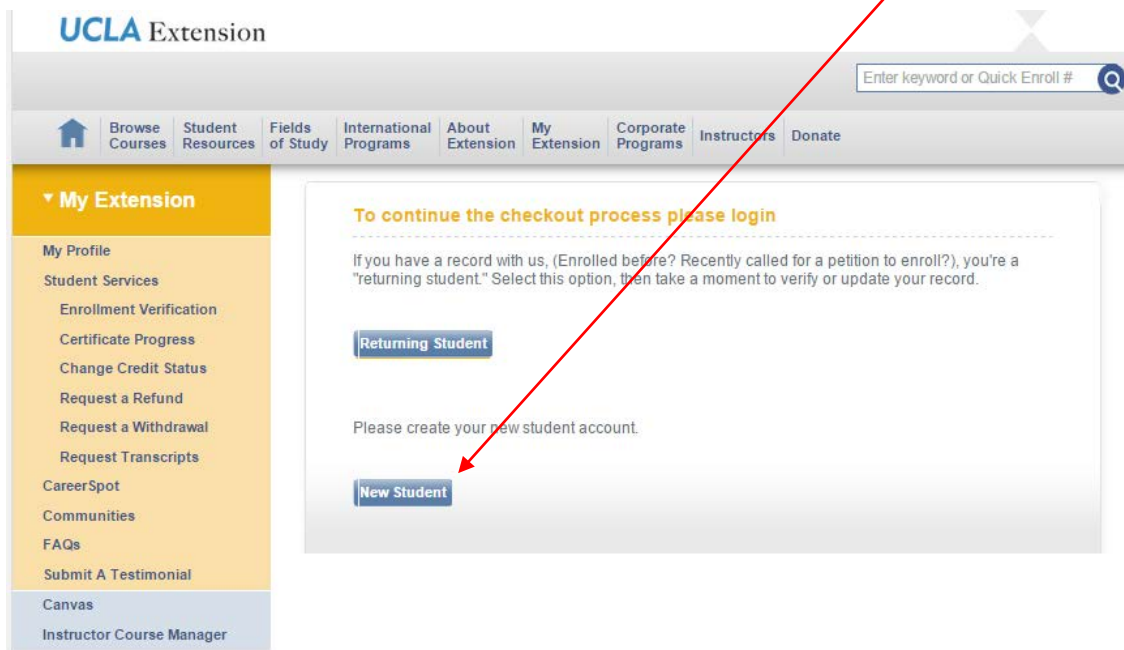 UCLA Extension
Enter keyword or Quick Enroll #
Browse Courses
Student Resources
Fields of Study
International Programs
About Extension
My Extension
Corporate Programs
Instructors
Donate
My Extension
My Profile
Student Services
Enrollment Verification
Certificate Progress
Change Credit Status
Request a Refund
Request a Withdrawal
Request Transcripts
CareerSpot
Communities
FAQs
Submit A Testimonial
Canvas
Instructor Course Manager
To continue the checkout process please login
If you have a record with us, (Enrolled before? Recently called for a petition to enroll?), you're a
"returning student." Select this option, then take a moment to verify or update your record.
Returning Student
Please create your new student account.
New Student